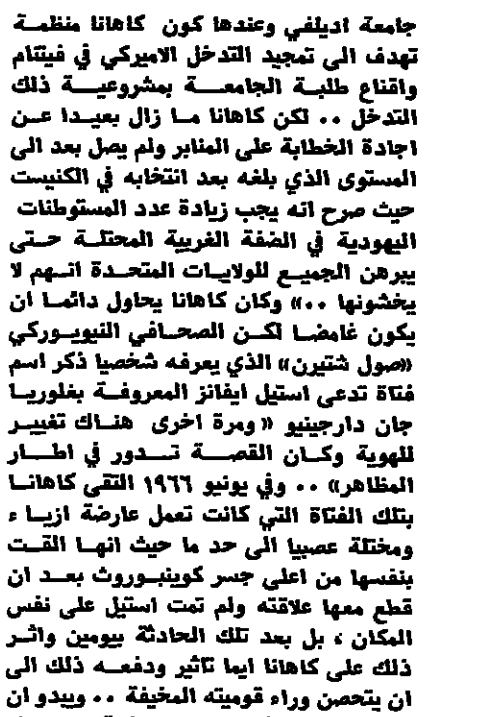 جامعة اديلفي وعندها كون كاهانا منظمة
تهدف الى تمجيد التدخل الاميركي في فيتنام
واقناع طلبة الجامعة بمشروعية ذلك
التدخل ٠٠ لكن كاهانا ما زال بعيدا عن
اجادة الخطابة على المنابر ولم يصل بعد الى
المستوى الذي بلغه بعد انتخابه في الكنيست
حيث صرح انه يجب زيادة عدد المستوطنات
اليهودية في الضفة الغربية المحتلة حتى
يبرهن الجميع للولايات المتحدة انهم لا
يخشونها ٠٠» وكان كاهانا يحاول دائما ان
يكون غامضا لكن الصحافي النيويوركي
«صول شتيرن» الذي يعرفه شخصيا ذكر اسم
فتاة تدعى استيل ايفانز المعروفة بغلوريا
جان دارجينيو « ومرة اخرى هناك تغيير
للهوية وكان القصة تدور في اطار
المظاهر» ٠٠ وفي يونيو ١٩٦٦ التقى كاهانا
بتلك الفتاة التي كانت تعمل عارضة ازياء
ومختلة عصبيا الى حد ما حيث انها القت
بنفسها من اعلى جسر كوينبوروث بعد ان
قطع معها علاقته ولم تمت استيل على نفس
المكان ، بل بعد تلك الحادثة بيومين واثر
ذلك على كاهانا ايما تاثير ودفعه ذلك الى
ان يتحصن وراء قوميته المخيفة ٠٠ ويبدو ان